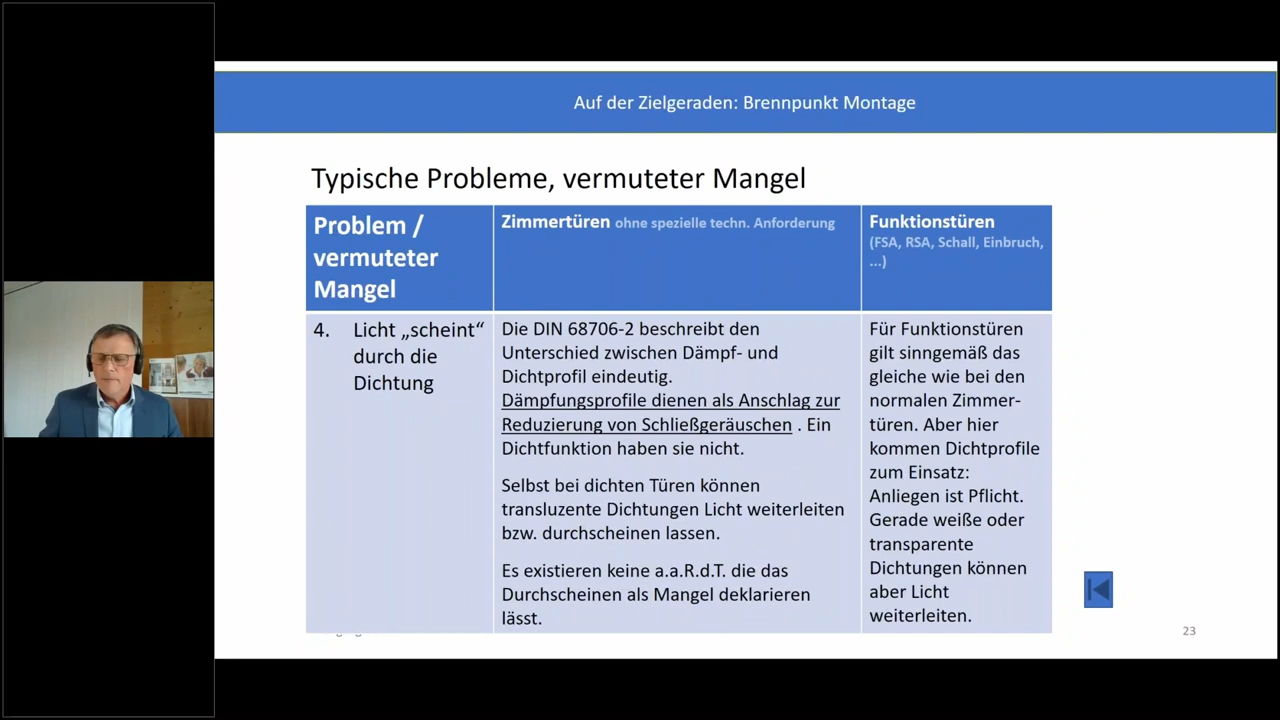 Auf der Zielgeraden: Brennpunkt Montage
Typische Probleme, vermuteter Mangel
Problem /
vermuteter
Mangel
Zimmertüren ohne spezielle techn. Anforderung
Funktionstüren
(FSA, RSA, Schall, Einbruch,
...)
4. Licht „scheint“
durch die
Dichtung
Die DIN 68706-2 beschreibt den
Unterschied zwischen Dämpf- und
Dichtprofil eindeutig.
Dämpfungsprofile dienen als Anschlag zur
Reduzierung von Schließgeräuschen . Ein
Dichtfunktion haben sie nicht.
Selbst bei dichten Türen können
transluzente Dichtungen Licht weiterleiten
bzw. durchscheinen lassen.
Es existieren keine a.a.R.d.T. die das
Durchscheinen als Mangel deklarieren
lässt.
Für Funktionstüren
gilt sinngemäß das
gleiche wie bei den
normalen Zimmer-
türen. Aber hier
kommen Dichtprofile
zum Einsatz:
Anliegen ist Pflicht.
Gerade weiße oder
transparente
Dichtungen können
aber Licht
weiterleiten.
23